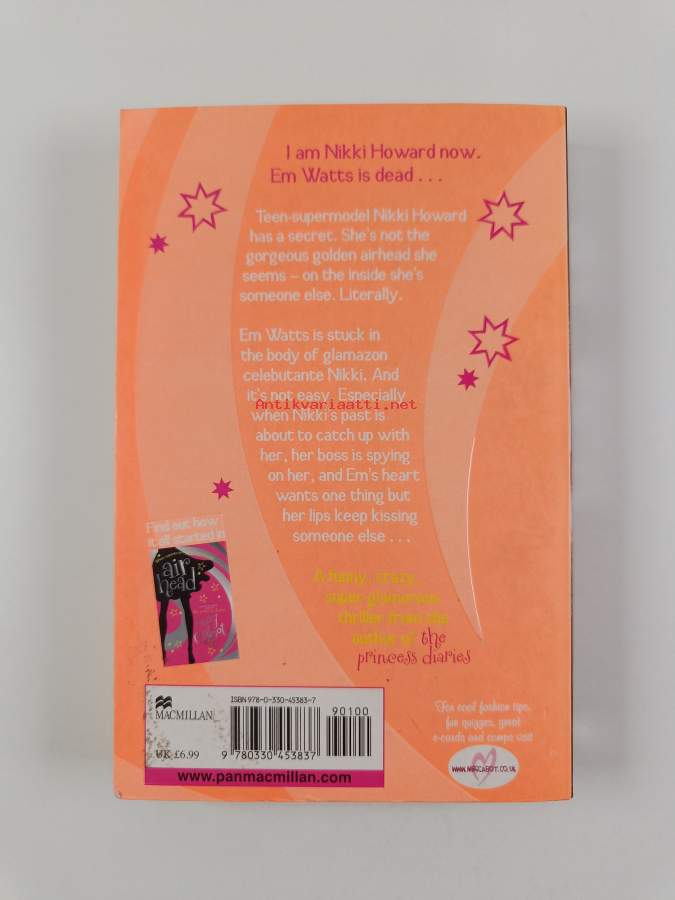 I am Nikki Howard now.
Em Watts is dead . . .
Teen-supermodel Nikki Howard
has a secret. She's not the
gorgeous golden airhead she
seems – on the inside she's
someone else. Literally.
Em Watts is stuck in
the body of glamazon
celebutante Nikki. And
it's not easy. Especially
Antikvariaatti.net
when Nikki's past is
about to catch up with
her, her boss is spying
on her, and Em's heart
wants one thing but
her lips keep kissing
someone else . . .
Find out how
it all started in
air
head
Meg
Cabot
A funny, crazy,
super-glamorous
thriller from the
author of the
princess diaries
ISBN 978-0-330-45383-7
90100
MACMILLAN
UK £6.99
9 780330 453837
www.panmacmillan.com
For cool fashion tips,
fun quizzes, great
e-cards and comps visit
WWW.MEGCABOT.CO.UK